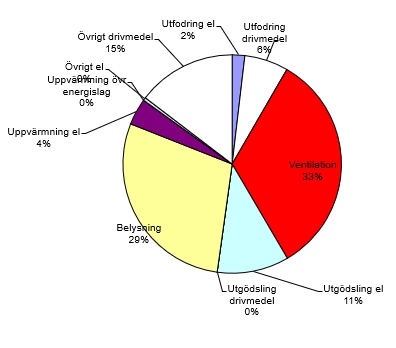 Utfodring el
2%
Utfodring
drivmedel
6%
Ventilation
33%
Utgödsling el
11%
Utgödsling
drivmedel
0%
Belysning
29%
Uppvärmning el
4%
Uppvärmning övr
energislag
0%
Övrigt el
0%
Övrigt drivmedel
15%